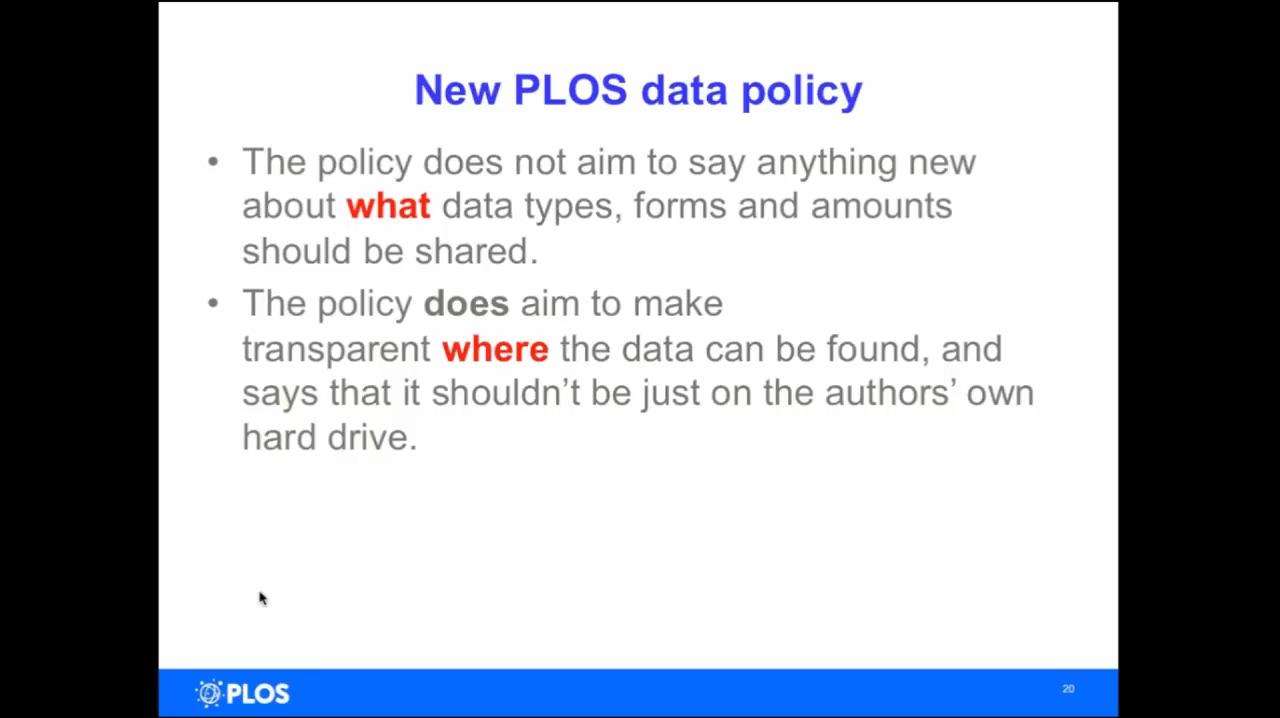 New PLOS data policy
• The policy does not aim to say anything new
about what data types, forms and amounts
should be shared.
• The policy does aim to make
transparent where the data can be found, and
says that it shouldn’t be just on the authors’ own
hard drive.
PLOS
20